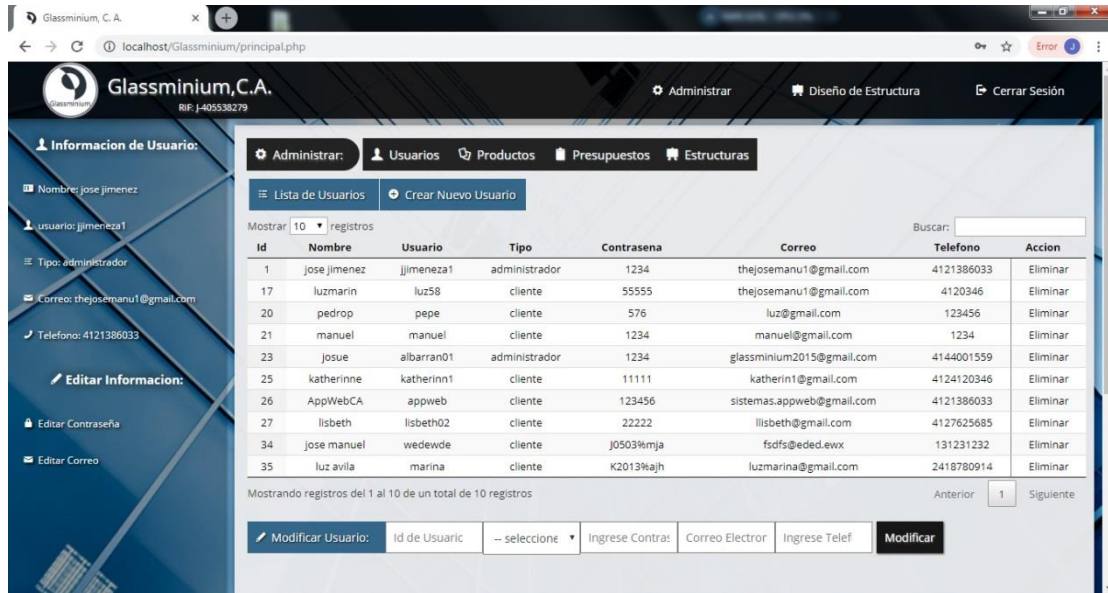 Glassminium, C. A.
localhost/Glassminium/principal.php
Error J
Glassminium
Glassminium,C.A.
RIF: J-405538279
Administrar Diseño de Estructura Cerrar Sesión
Informacion de Usuario:
Nombre: jose jimenez
usuario: jjimeneza1
Tipo: administrador
Correo: thejosemanu1@gmail.com
Telefono: 4121386033
Editar Informacion:
Editar Contraseña
Editar Correo
Administrar: Usuarios Productos Presupuestos Estructuras
Lista de Usuarios Crear Nuevo Usuario
Mostrar 10 registros Buscar:
Id Nombre Usuario Tipo Contrasena Correo Telefono Accion
1 jose jimenez jjimeneza1 administrador 1234 thejosemanu1@gmail.com 4121386033 Eliminar
17 luzmarin luz58 cliente 55555 thejosemanu1@gmail.com 4120346 Eliminar
20 pedrop pepe cliente 576 luz@gmail.com 123456 Eliminar
21 manuel manuel cliente 1234 manuel@gmail.com 1234 Eliminar
23 josue albarran01 administrador 1234 glassminium2015@gmail.com 4144001559 Eliminar
25 katherinne katherinn1 cliente 11111 katherin1@gmail.com 4124120346 Eliminar
26 AppWebCA appweb cliente 123456 sistemas.appweb@gmail.com 4121386033 Eliminar
27 lisbeth lisbeth02 cliente 22222 llisbeth@gmail.com 4127625685 Eliminar
34 jose manuel wedewde cliente J0503%mja fsdfs@eded.ewx 131231232 Eliminar
35 luz avila marina cliente K2013%ajh luzmarina@gmail.com 2418780914 Eliminar
Mostrando registros del 1 al 10 de un total de 10 registros Anterior 1 Siguiente
Modificar Usuario: Id de Usuaric -- seleccione Ingrese Contras Correo Electror Ingrese Telef Modificar